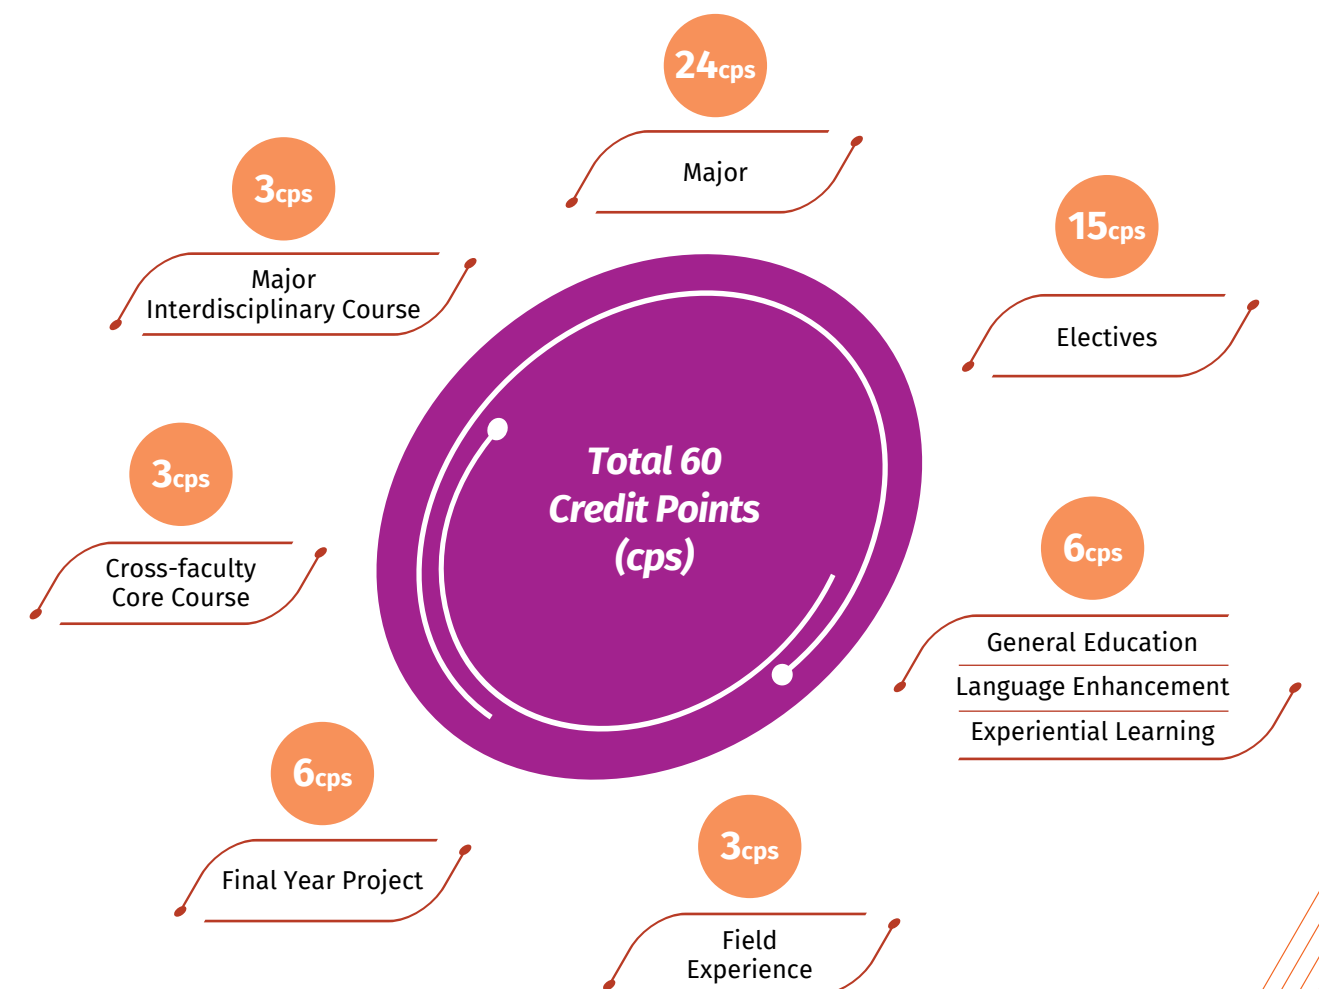 24cps
Major
3cps
Major
Interdisciplinary Course
15cps
Electives
Total 60
Credit Points
(cps)
3cps
Cross-faculty
Core Course
6cps
General Education
Language Enhancement
Experiential Learning
6cps
Final Year Project
3cps
Field
Experience